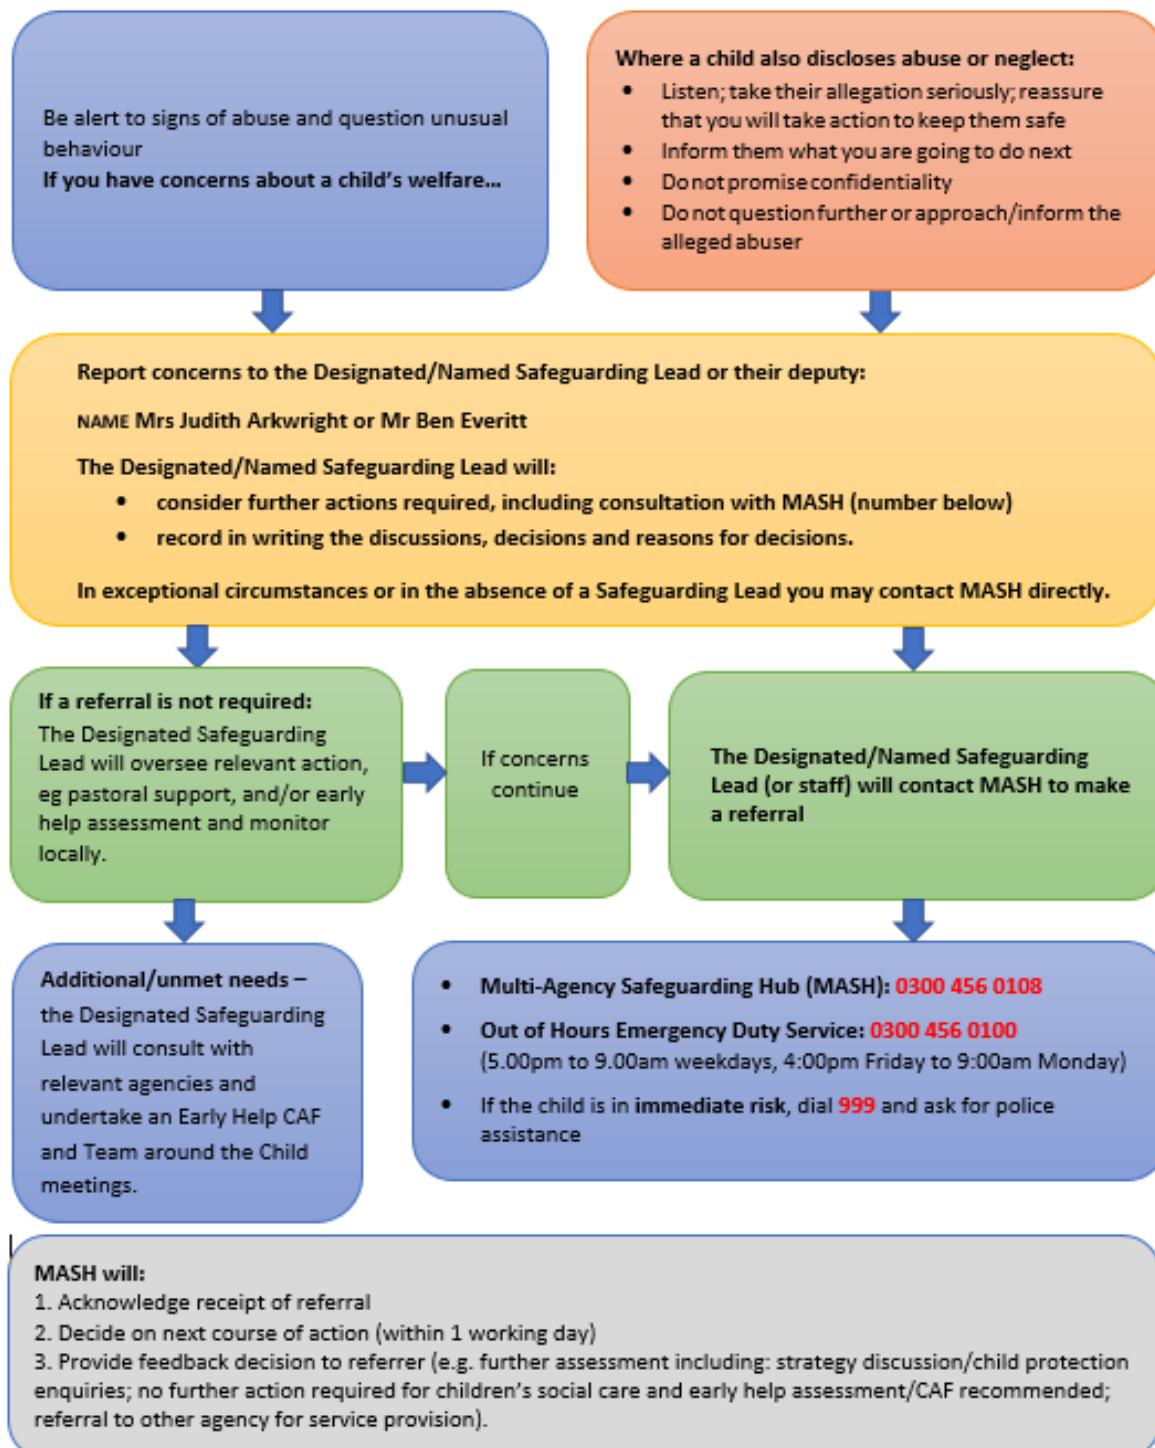 Be alert to signs of abuse and question unusual
behaviour
If you have concerns about a child's welfare...
Where a child also discloses abuse or neglect:
• Listen; take their allegation seriously; reassure
that you will take action to keep them safe
• Inform them what you are going to do next
• Do not promise confidentiality
• Do not question further or approach/inform the
alleged abuser
Report concerns to the Designated/Named Safeguarding Lead or their deputy:
NAME Mrs Judith Arkwright or Mr Ben Everitt
The Designated/Named Safeguarding Lead will:
• consider further actions required, including consultation with MASH (number below)
• record in writing the discussions, decisions and reasons for decisions.
In exceptional circumstances or in the absence of a Safeguarding Lead you may contact MASH directly.
If a referral is not required:
The Designated Safeguarding
Lead will oversee relevant action,
eg pastoral support, and/or early
help assessment and monitor
locally.
If concerns
continue
The Designated/Named Safeguarding
Lead (or staff) will contact MASH to make
a referral
Additional/unmet needs –
the Designated Safeguarding
Lead will consult with
relevant agencies and
undertake an Early Help CAF
and Team around the Child
meetings.
• Multi-Agency Safeguarding Hub (MASH): 0300 456 0108
• Out of Hours Emergency Duty Service: 0300 456 0100
(5.00pm to 9.00am weekdays, 4:00pm Friday to 9:00am Monday)
• If the child is in immediate risk, dial 999 and ask for police
assistance
MASH will:
1. Acknowledge receipt of referral
2. Decide on next course of action (within 1 working day)
3. Provide feedback decision to referrer (e.g. further assessment including: strategy discussion/child protection
enquiries; no further action required for children's social care and early help assessment/CAF recommended;
referral to other agency for service provision).